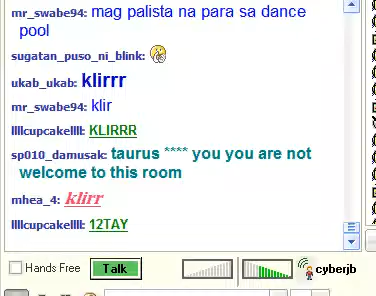 mr_swabe94: mag palista na para sa dance
pool
sugatan_puso_ni_blink:
ukab_ukab: klirrr
mr_swabe94: klir
llllcupcakellll: KLIRRR
sp010_damusak: taurus **** you you are not
welcome to this room
mhea_4: klirr
llllcupcakellll: 12TAY
Hands Free Talk cyberjb